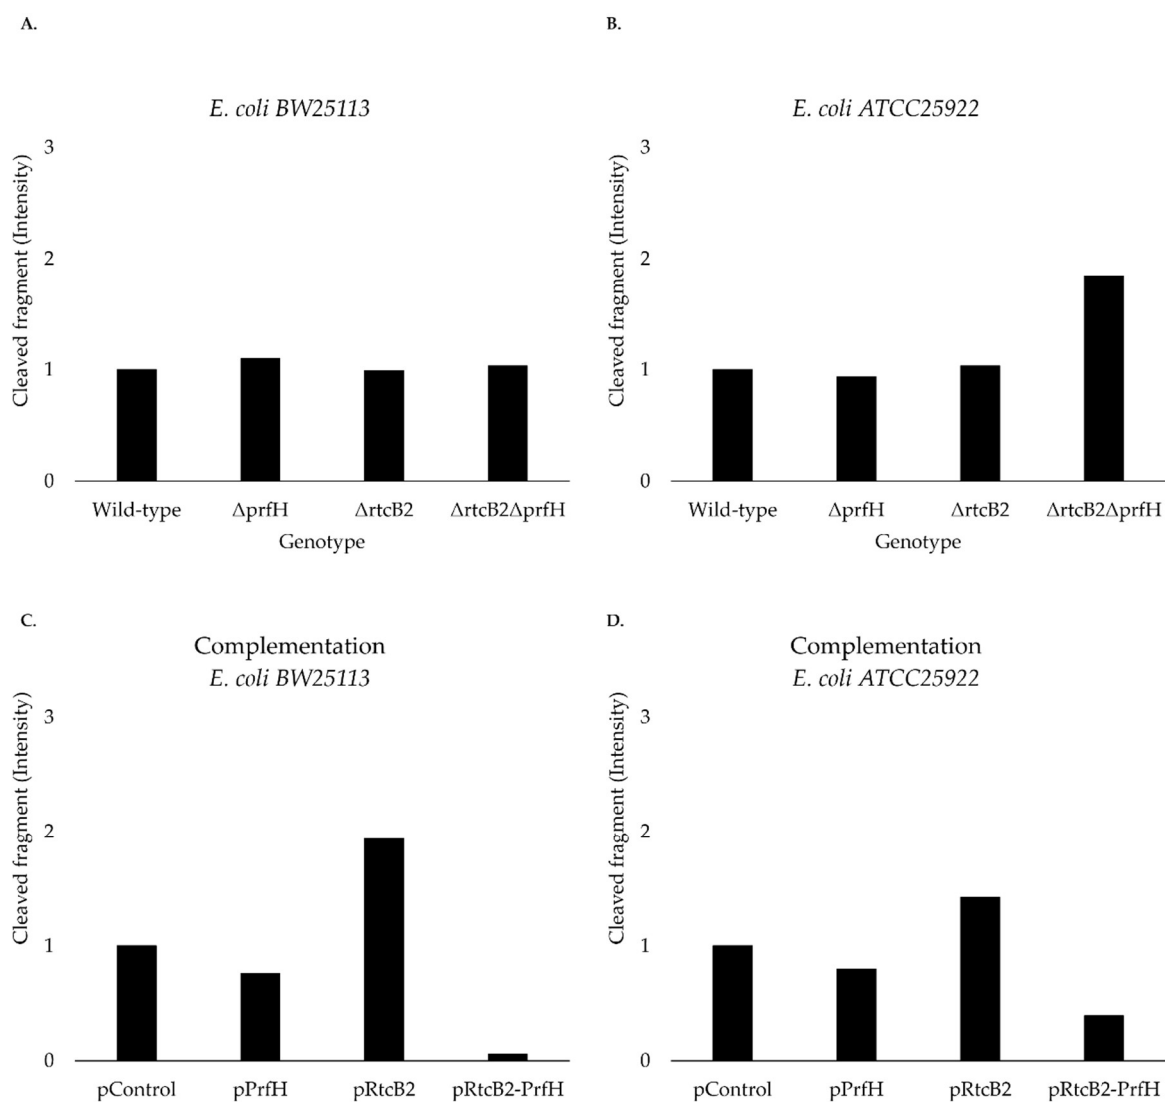 A.
E. coli BW25113
Cleaved fragment (Intensity)
3
2
1
0
Wild-type ΔprfH ΔrtcB2 ΔrtcB2ΔprfH
Genotype
B.
E. coli ATCC25922
Cleaved fragment (Intensity)
3
2
1
0
Wild-type ΔprfH ΔrtcB2 ΔrtcB2ΔprfH
Genotype
C.
Complementation
E. coli BW25113
Cleaved fragment (Intensity)
3
2
1
0
pControl pPrfH pRtcB2 pRtcB2-PrfH
D.
Complementation
E. coli ATCC25922
Cleaved fragment (Intensity)
3
2
1
0
pControl pPrfH pRtcB2 pRtcB2-PrfH